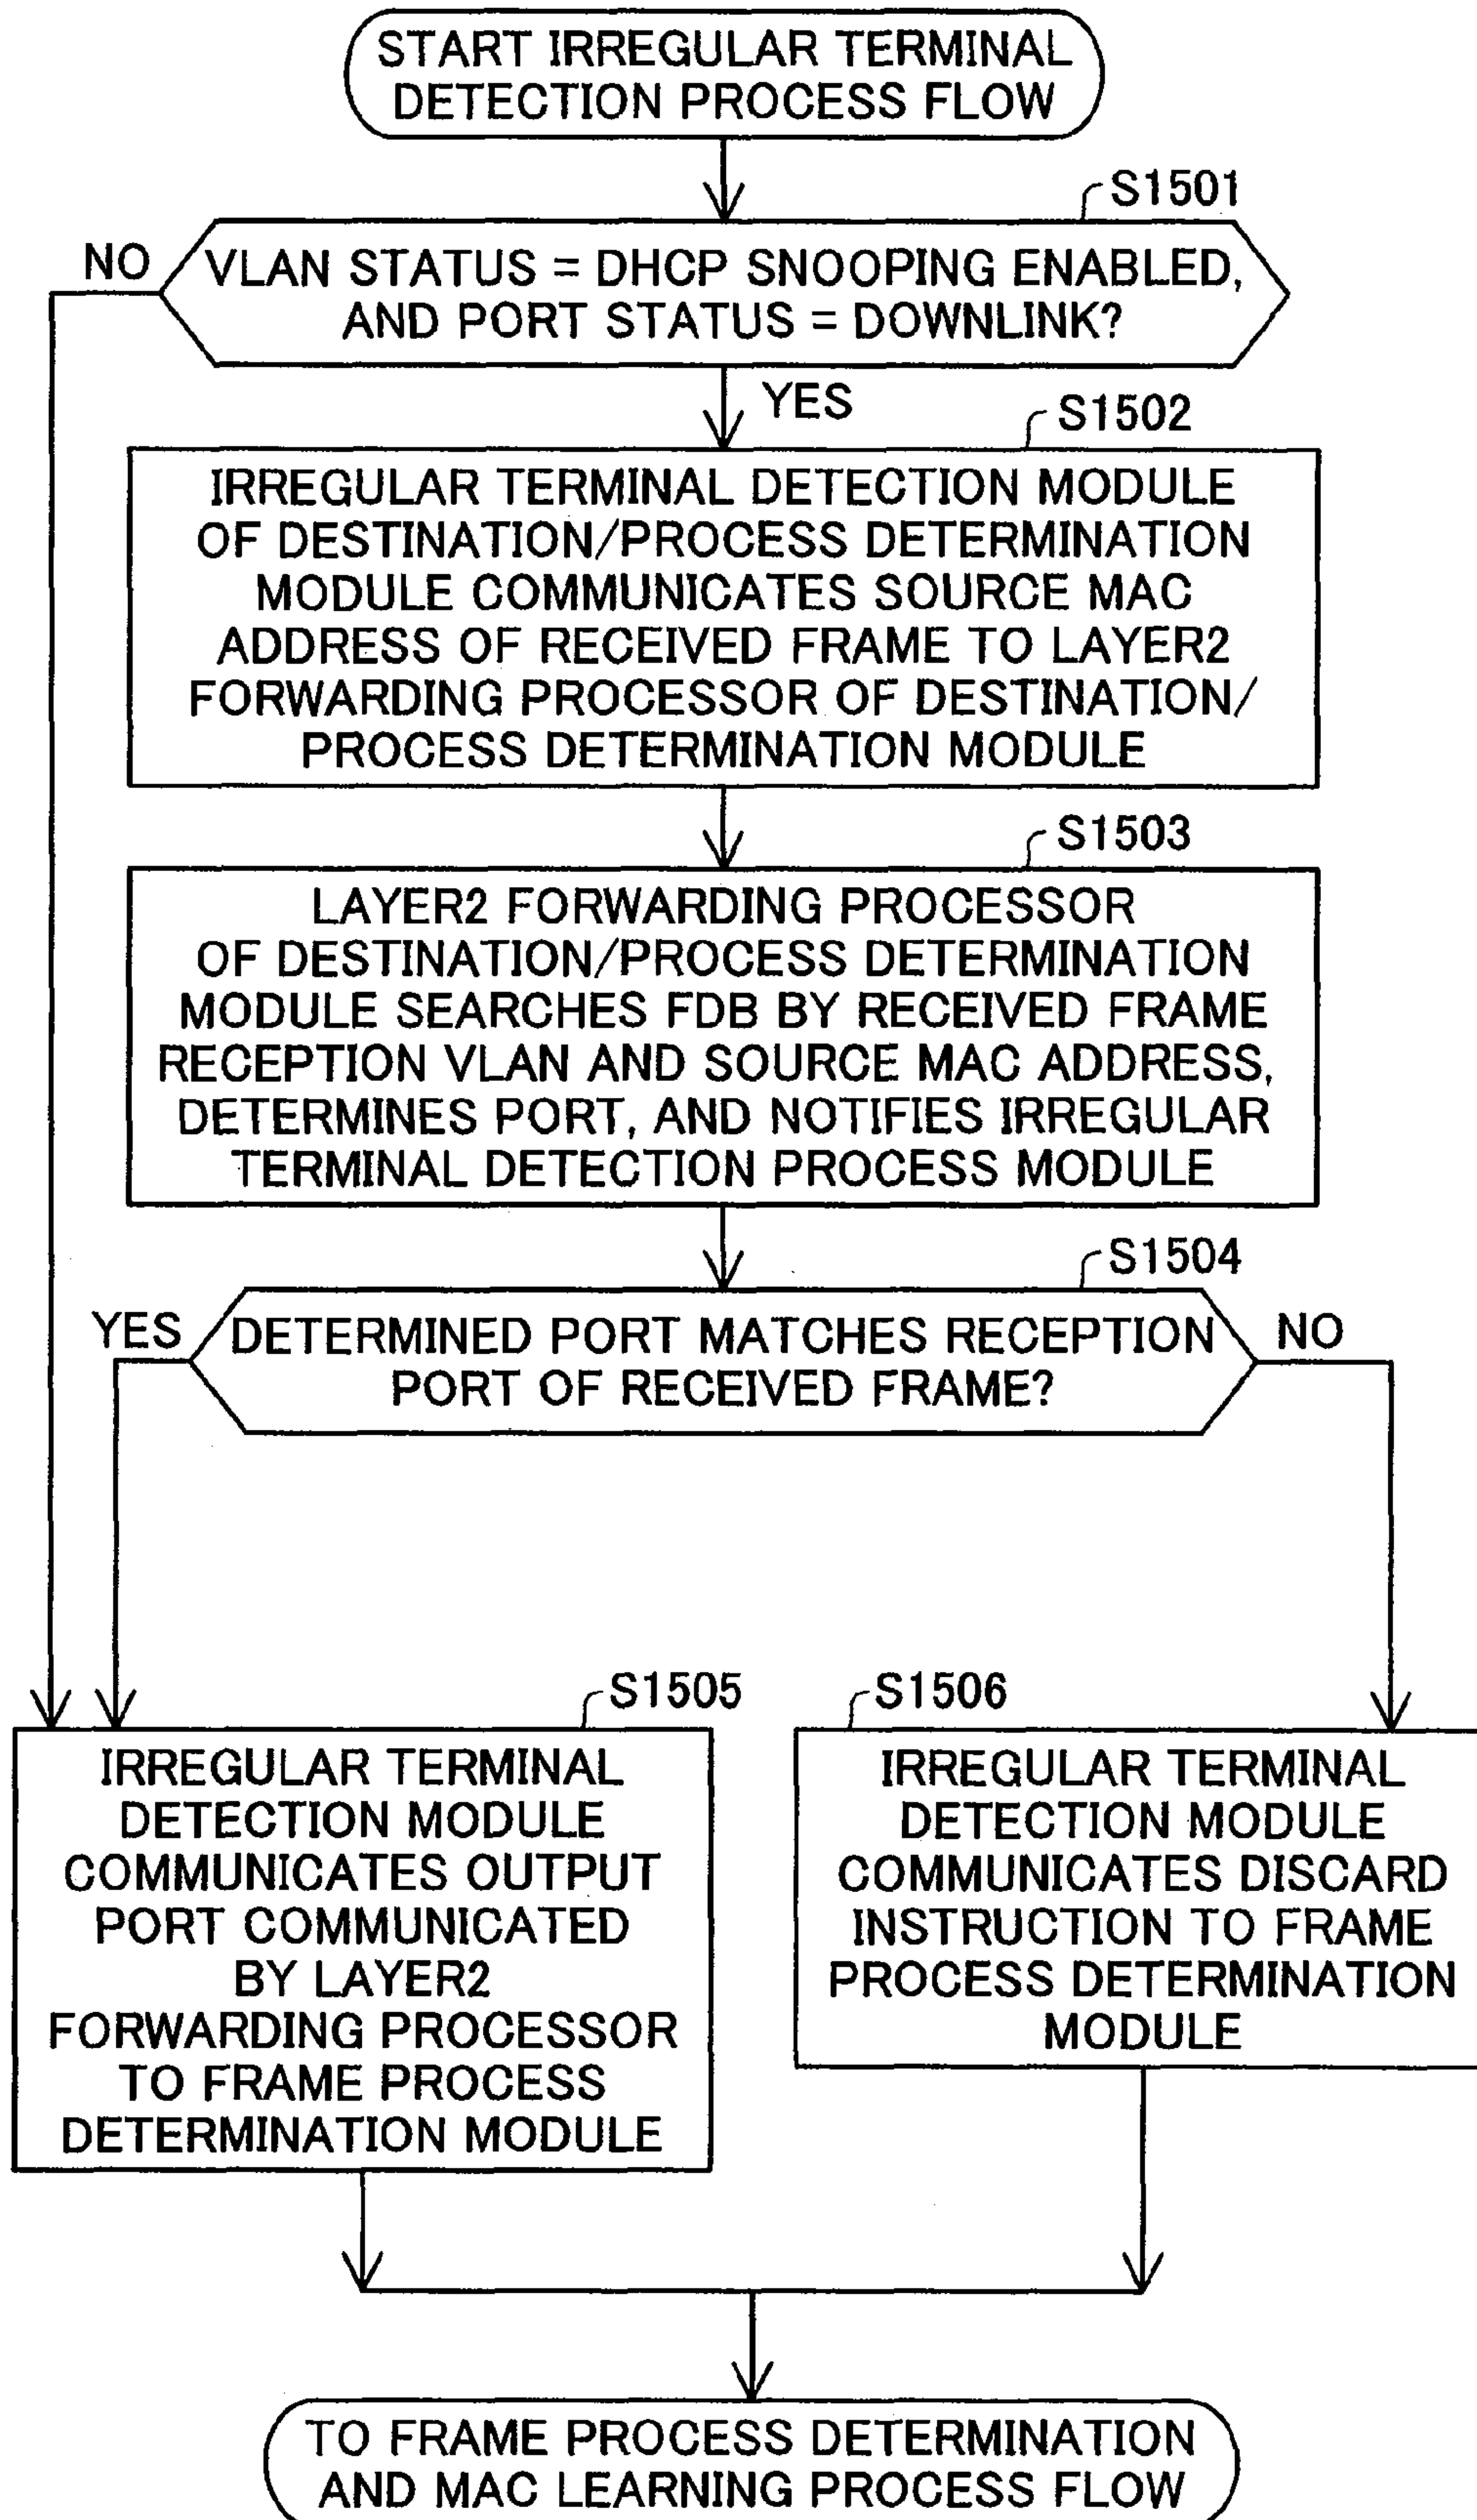 START IRREGULAR TERMINAL
DETECTION PROCESS FLOW
S1501
NO
VLAN STATUS = DHCP SNOOPING ENABLED,
AND PORT STATUS = DOWNLINK?
YES
S1502
IRREGULAR TERMINAL DETECTION MODULE
OF DESTINATION/PROCESS DETERMINATION
MODULE COMMUNICATES SOURCE MAC
ADDRESS OF RECEIVED FRAME TO LAYER2
FORWARDING PROCESSOR OF DESTINATION/
PROCESS DETERMINATION MODULE
S1503
LAYER2 FORWARDING PROCESSOR
OF DESTINATION/PROCESS DETERMINATION
MODULE SEARCHES FDB BY RECEIVED FRAME
RECEPTION VLAN AND SOURCE MAC ADDRESS,
DETERMINES PORT, AND NOTIFIES IRREGULAR
TERMINAL DETECTION PROCESS MODULE
S1504
YES
DETERMINED PORT MATCHES RECEPTION
PORT OF RECEIVED FRAME?
NO
S1505
IRREGULAR TERMINAL
DETECTION MODULE
COMMUNICATES OUTPUT
PORT COMMUNICATED
BY LAYER2
FORWARDING PROCESSOR
TO FRAME PROCESS
DETERMINATION MODULE
S1506
IRREGULAR TERMINAL
DETECTION MODULE
COMMUNICATES DISCARD
INSTRUCTION TO FRAME
PROCESS DETERMINATION
MODULE
TO FRAME PROCESS DETERMINATION
AND MAC LEARNING PROCESS FLOW